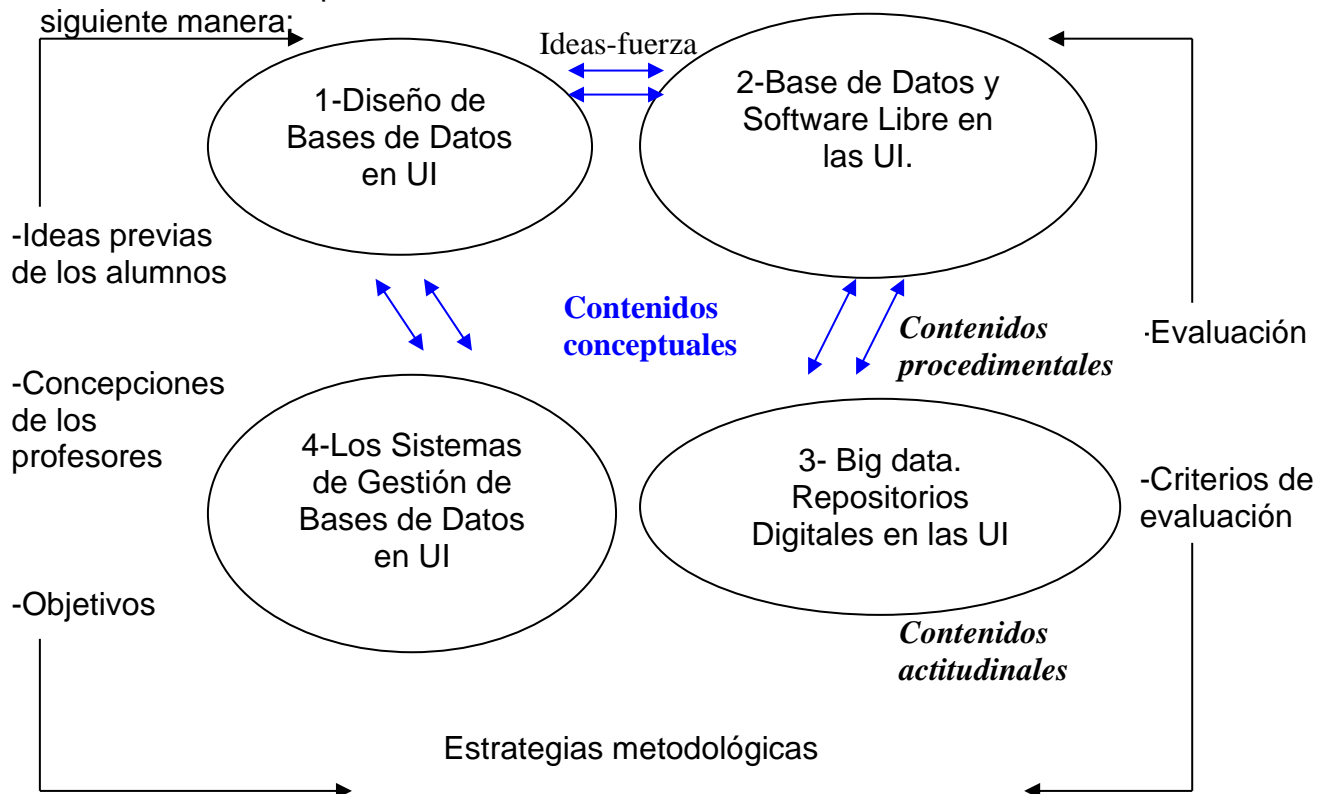 siguiente manera:
Ideas-fuerza
1-Diseño de
Bases de Datos
en UI
2-Base de Datos y
Software Libre en
las UI.
-Ideas previas
de los alumnos
Contenidos
conceptuales
Contenidos
procedimentales
-Evaluación
-Concepciones
de los
profesores
4-Los Sistemas
de Gestión de
Bases de Datos
en UI
3- Big data.
Repositorios
Digitales en las UI
-Criterios de
evaluación
-Objetivos
Contenidos
actitudinales
Estrategias metodológicas